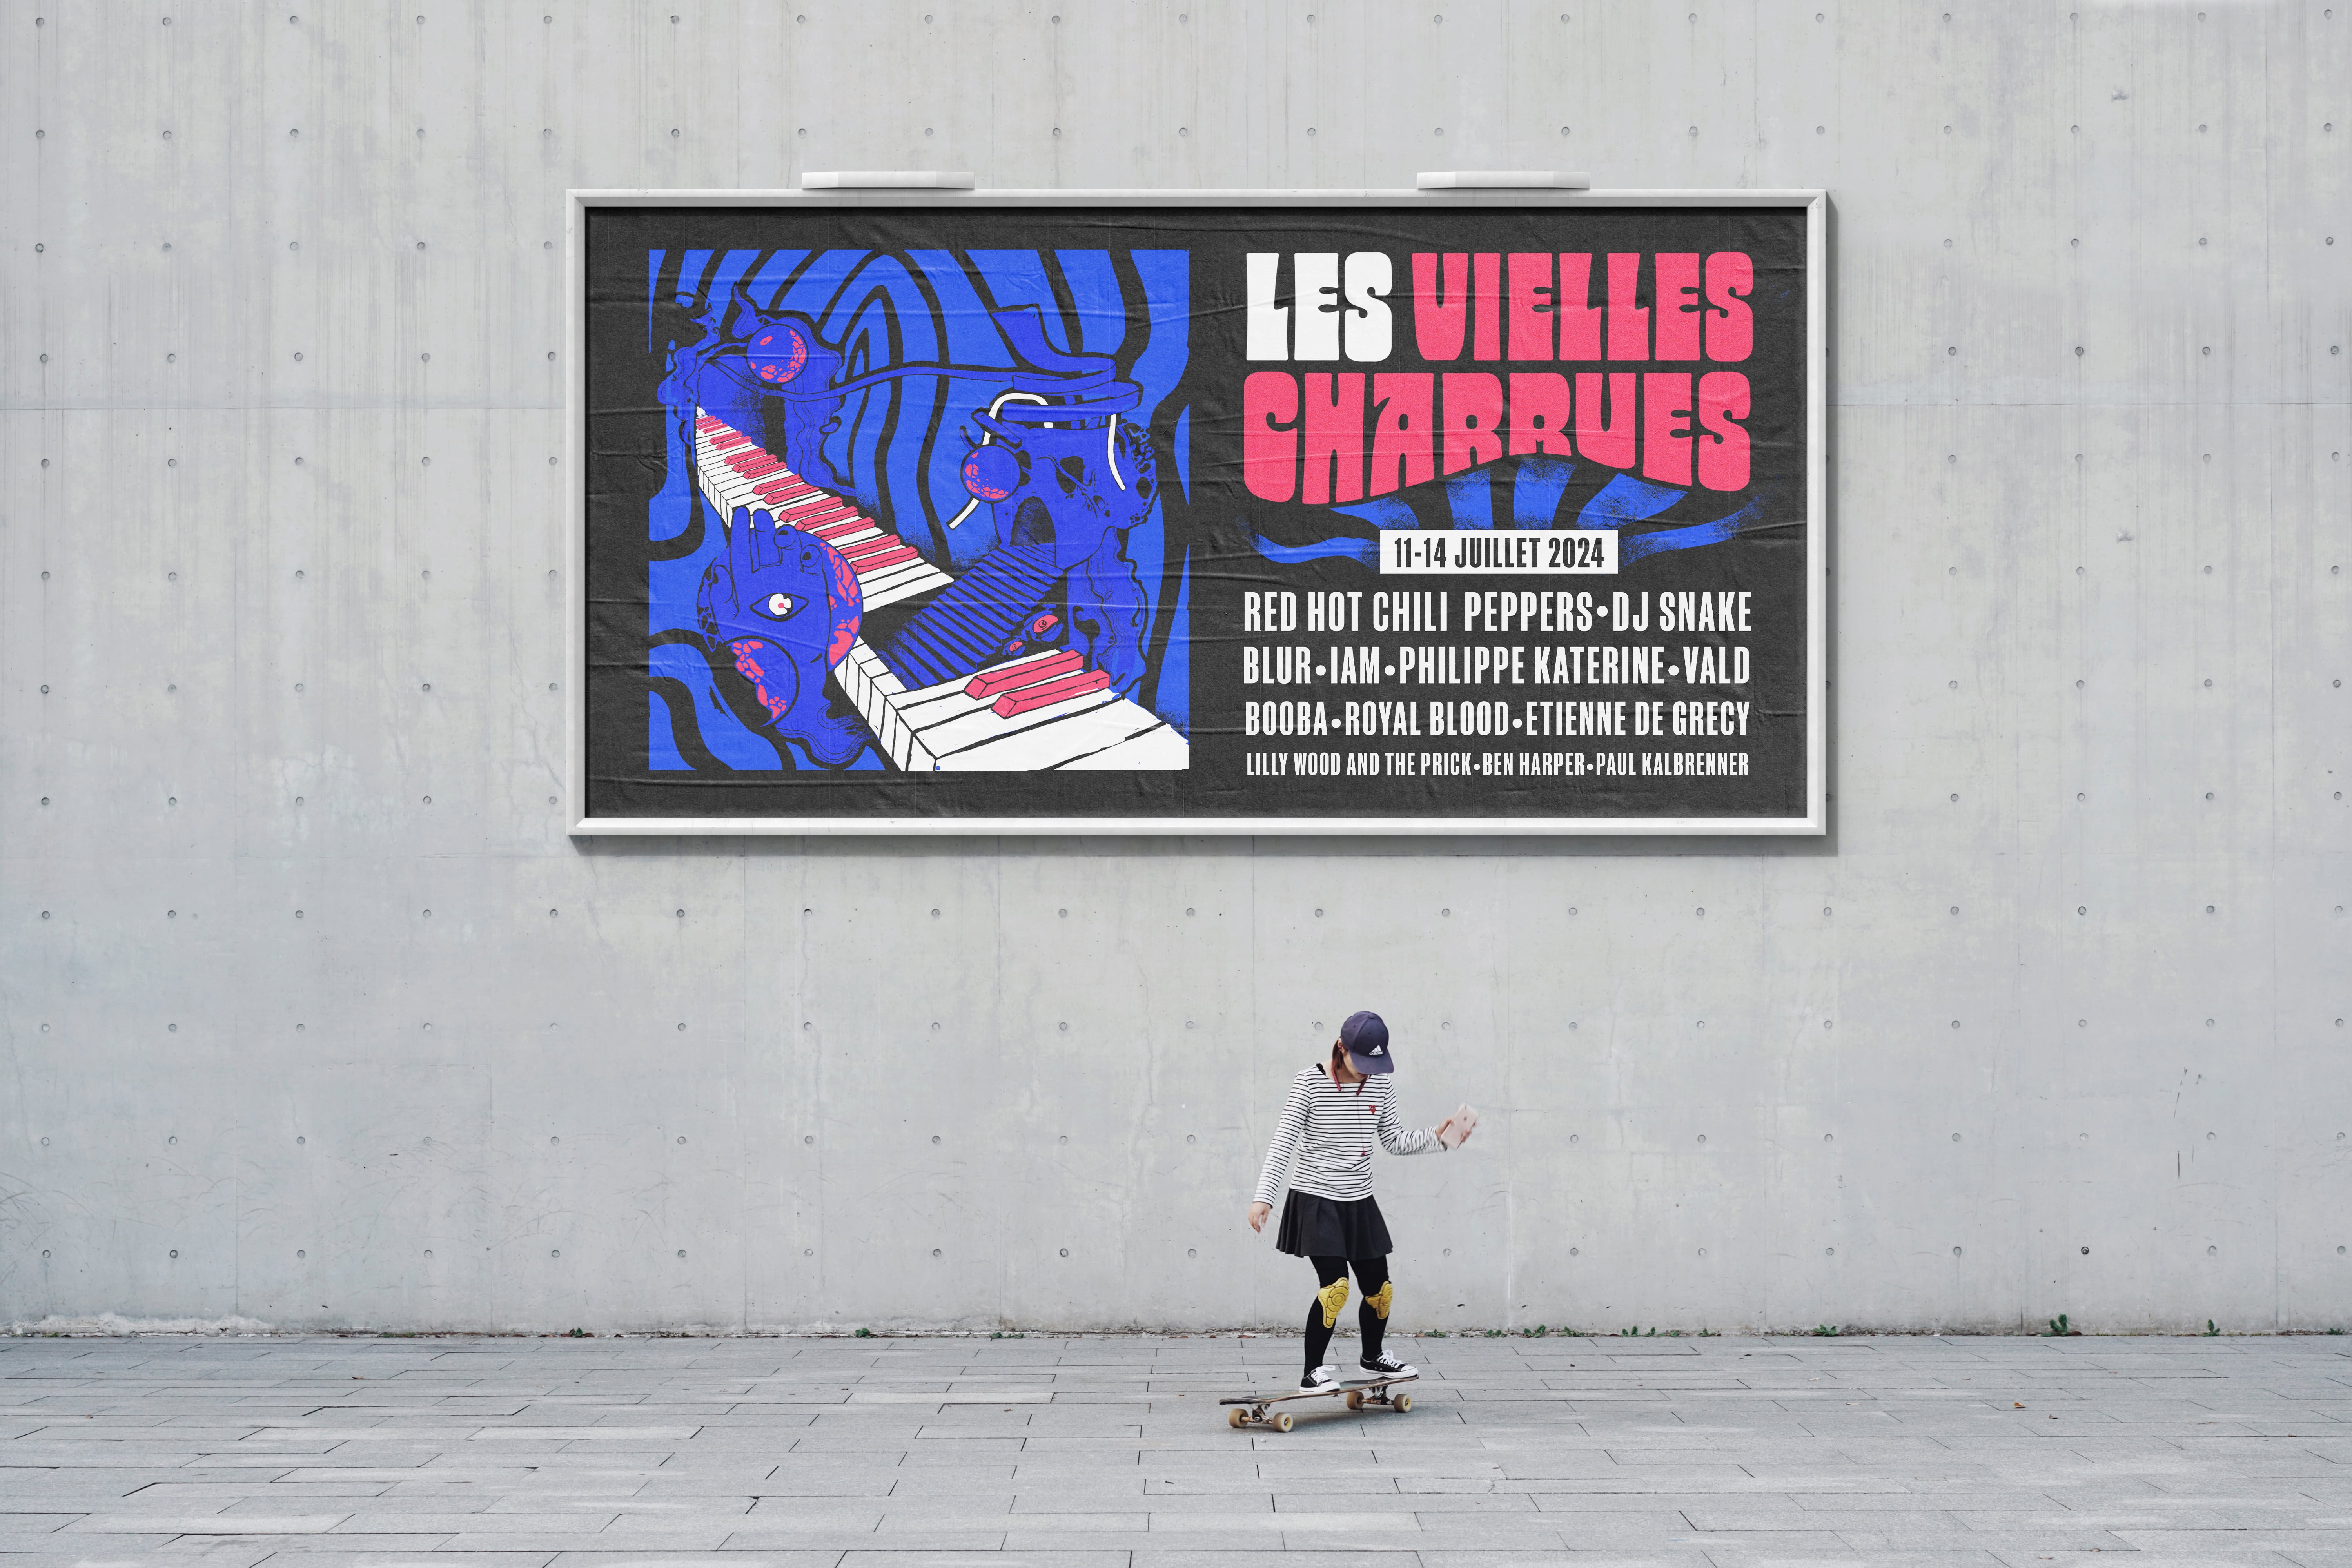 LES VIELLES
CHARRUES
11-14 JUILLET 2024
RED HOT CHILI PEPPERS•DJ SNAKE
BLUR•IAM•PHILIPPE KATERINE•VALD
BOOBA•ROYAL BLOOD•ETIENNE DE GRECY
LILLY WOOD AND THE PRICK•BEN HARPER•PAUL KALBRENNER